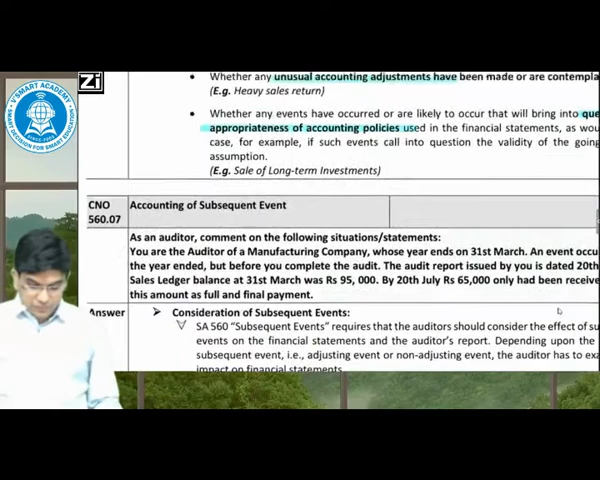 Zi
V'SMART ACADEMY
DECISION FOR SMART EDUCATION
Whether any unusual accounting adjustments have been made or are contempla
(E.g. Heavy sales return)
Whether any events have occurred or are likely to occur that will bring into que
appropriateness of accounting policies used in the financial statements, as wou
case, for example, if such events call into question the validity of the going
assumption.
(E.g. Sale of Long-term Investments)
CNO Accounting of Subsequent Event
560.07
As an auditor, comment on the following situations/statements:
You are the Auditor of a Manufacturing Company, whose year ends on 31st March. An event occu
the year ended, but before you complete the audit. The audit report issued by you is dated 20th
Sales Ledger balance at 31st March was Rs 95, 000. By 20th July Rs 65,000 only had been receive
this amount as full and final payment.
Answer Consideration of Subsequent Events:
SA 560 "Subsequent Events" requires that the auditors should consider the effect of su
events on the financial statements and the auditor's report. Depending upon the
subsequent event, i.e., adjusting event or non-adjusting event, the auditor has to exa
impact on financial statements.